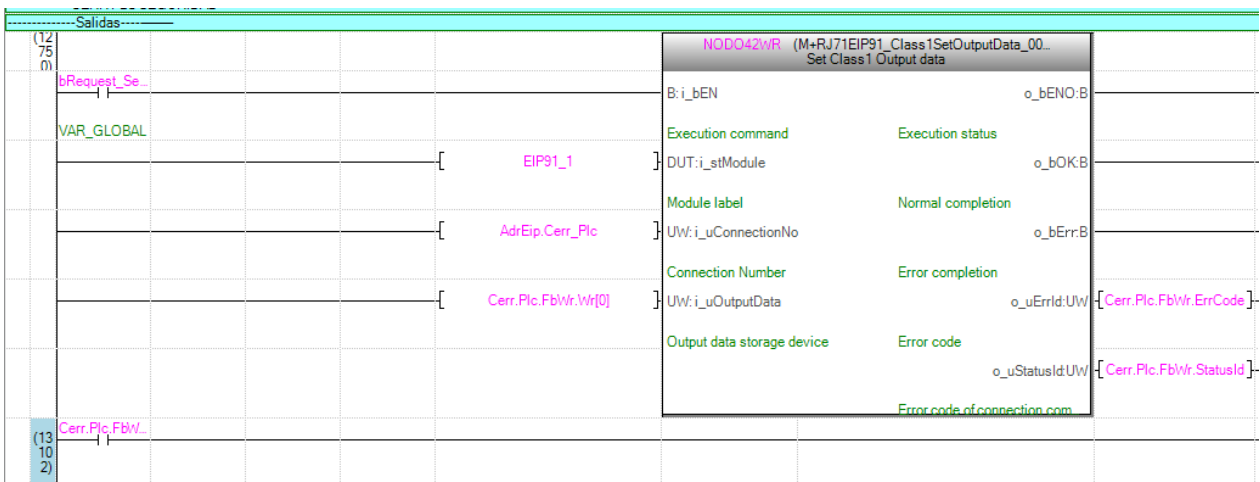 --------------Salidas----------
(12
75
0)
NODO42WR (M+RJ71EIP91_Class1SetOutputData_00...
Set Class1 Output data
bRequest_Se...
B:i_bEN
o_bENO:B
VAR_GLOBAL
Execution command
Execution status
EIP91_1
DUT:i_stModule
o_bOK:B
Module label
Normal completion
AdrEip.Cerr_Plc
UW:i_uConnectionNo
o_bErr:B
Connection Number
Error completion
Cerr.Plc.FbWr.Wr[0]
UW:i_uOutputData
o_uErrId:UW
Cerr.Plc.FbWr.ErrCode
Output data storage device
Error code
o_uStatusId:UW
Cerr.Plc.FbWr.StatusId
Error code of connection com...
(13
10
2)
Cerr.Plc.FbW...